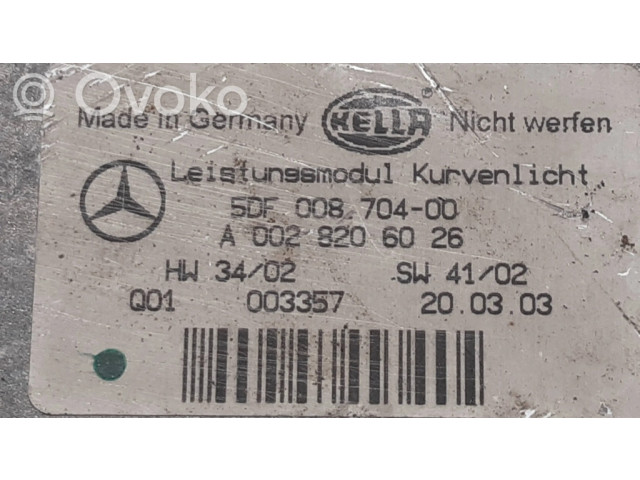 Ovoko
Made in Germany HELLA ® Nicht werfen
Leistungsmodul Kurvenlicht
5DF 008 704-00
A 002 820 60 26
HW 34/02 SW 41/02
Q01 003357 20.03.03